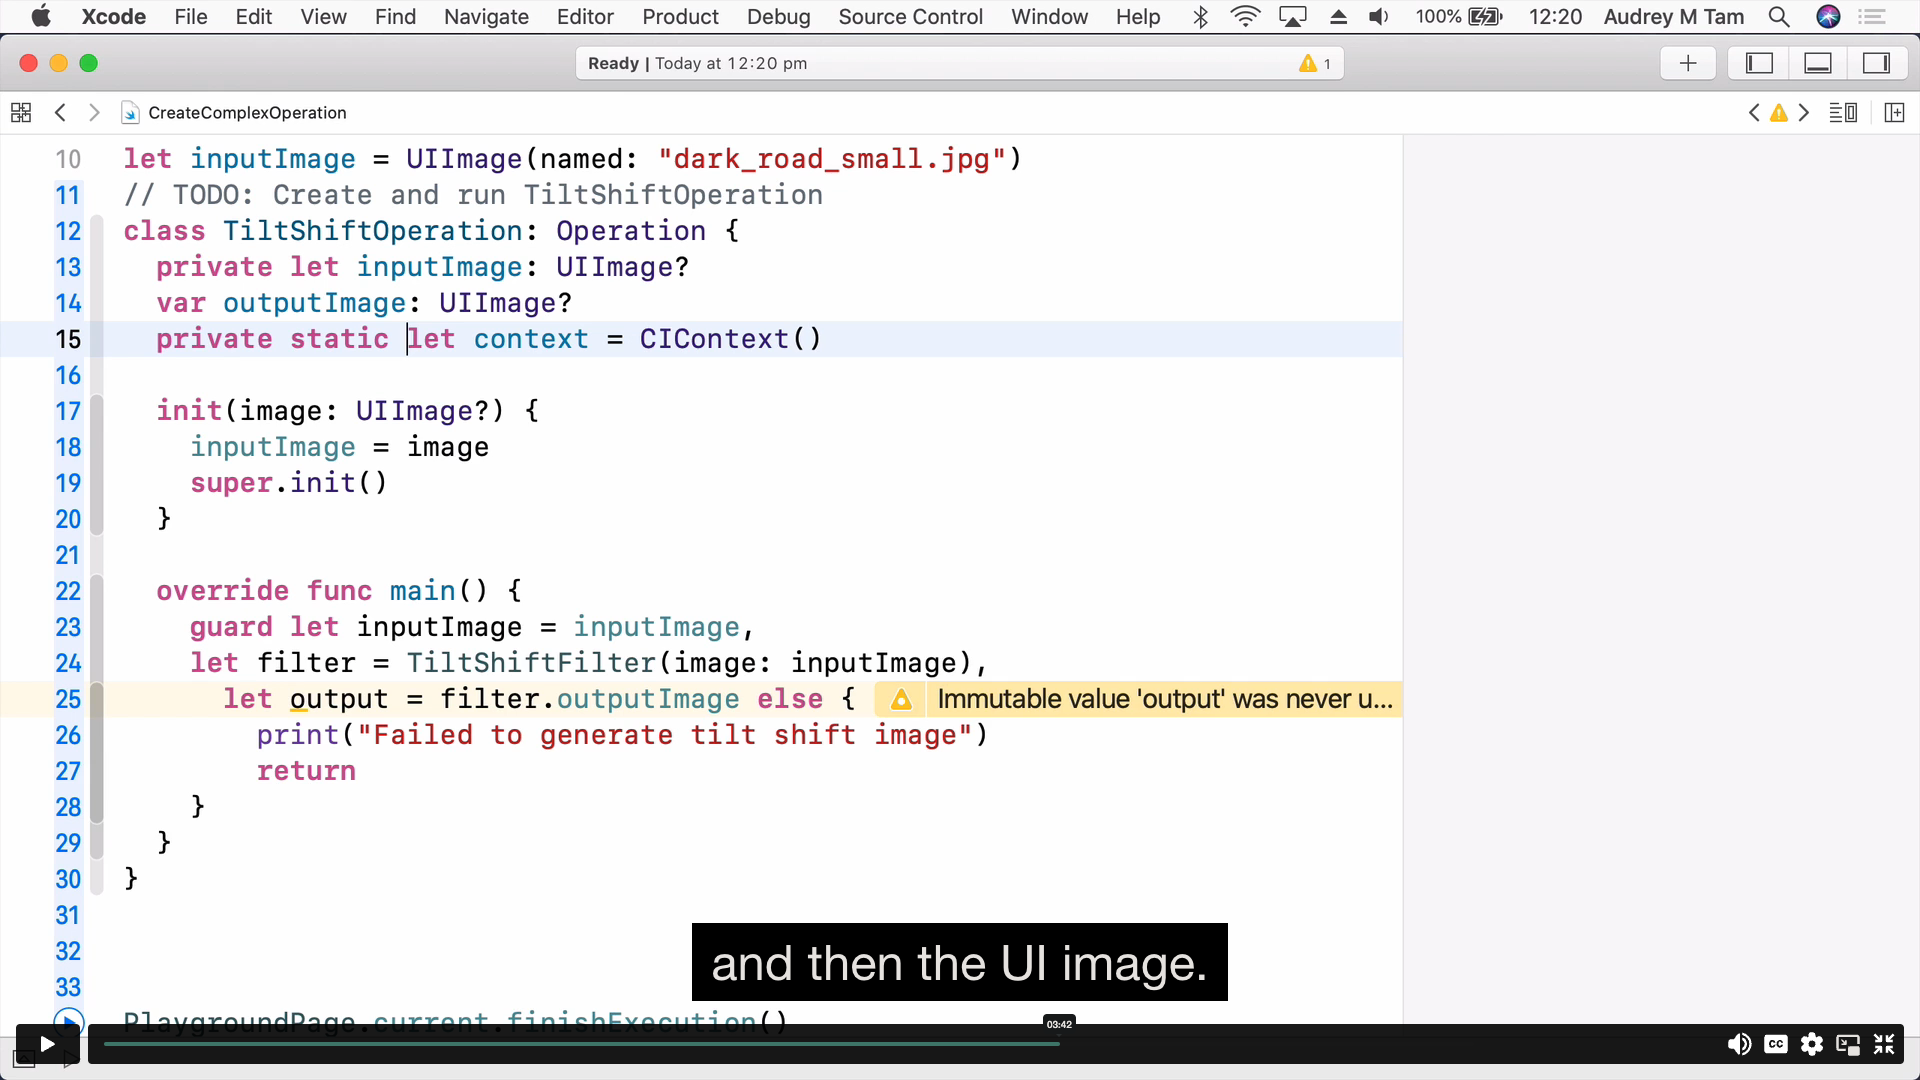 Xcode File Edit View Find Navigate Editor Product Debug Source Control Window Help 100% 12:20 Audrey M Tam
Ready | Today at 12:20 pm 1
CreateComplexOperation
10 let inputImage = UIImage(named: "dark_road_small.jpg")
11 // TODO: Create and run TiltShiftOperation
12 class TiltShiftOperation: Operation {
13 private let inputImage: UIImage?
14 var outputImage: UIImage?
15 private static let context = CIContext()
16
17 init(image: UIImage?) {
18 inputImage = image
19 super.init()
20 }
21
22 override func main() {
23 guard let inputImage = inputImage,
24 let filter = TiltShiftFilter(image: inputImage),
25 let output = filter.outputImage else { Immutable value 'output' was never u...
26 print("Failed to generate tilt shift image")
27 return
28 }
29 }
30 }
31
32
33
and then the UI image.
PlaygroundPage.current.finishExecution()
03:42
CC